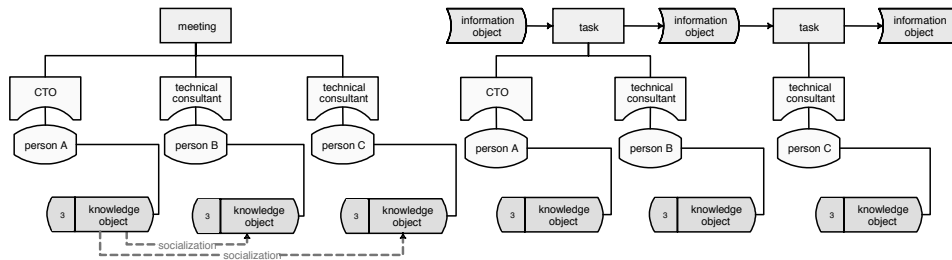 meeting
CTO
technical
consultant
technical
consultant
person A
person B
person C
3
knowledge
object
3
knowledge
object
3
knowledge
object
socialization
socialization
information
object
task
information
object
task
information
object
CTO
technical
consultant
technical
consultant
person A
person B
person C
3
knowledge
object
3
knowledge
object
3
knowledge
object